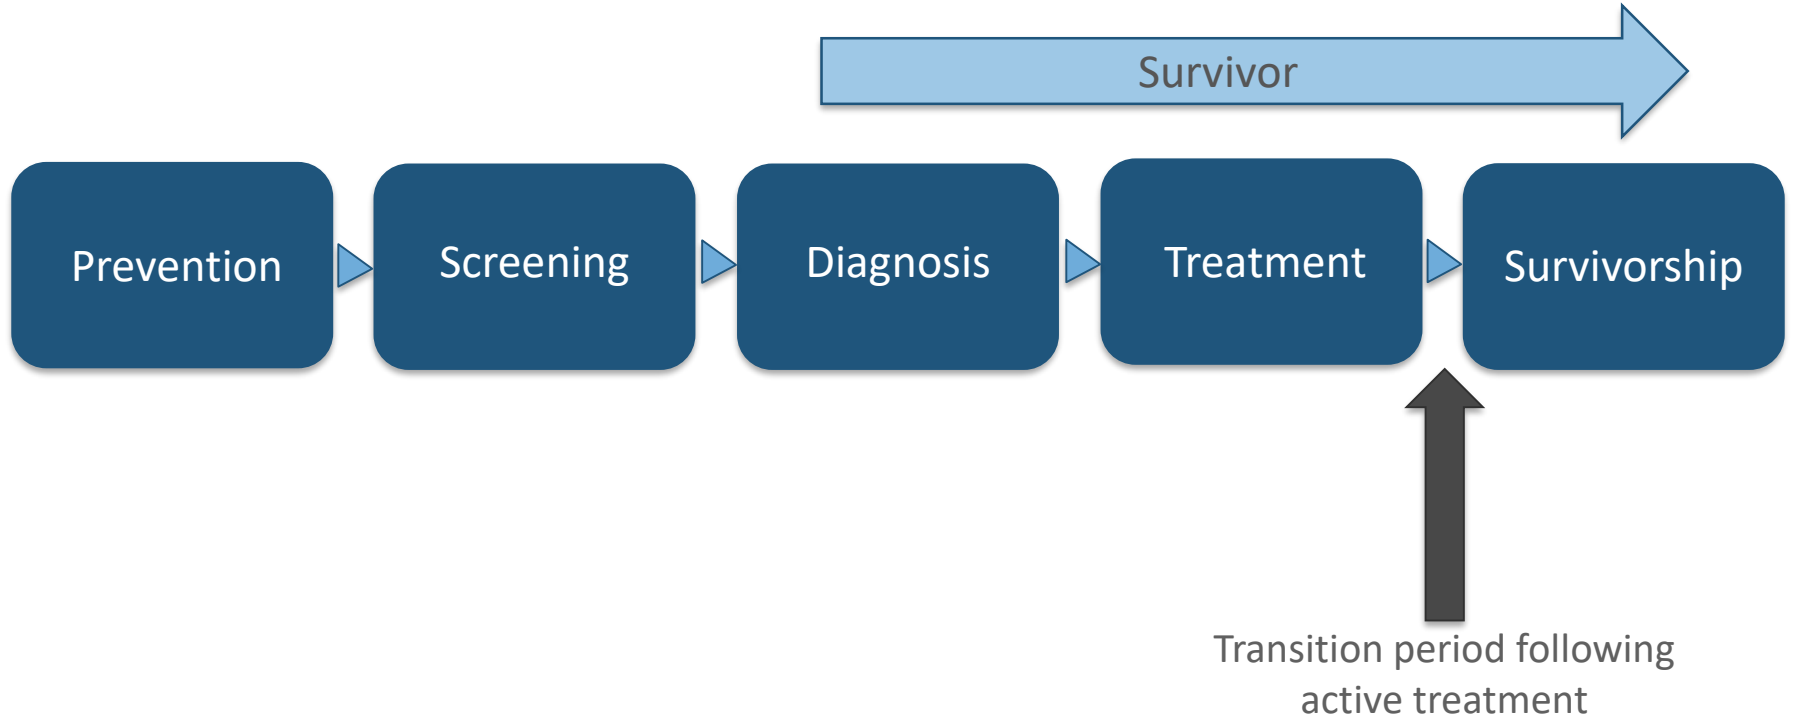 Survivor
Prevention
Screening
Diagnosis
Treatment
Survivorship
Transition period following
active treatment